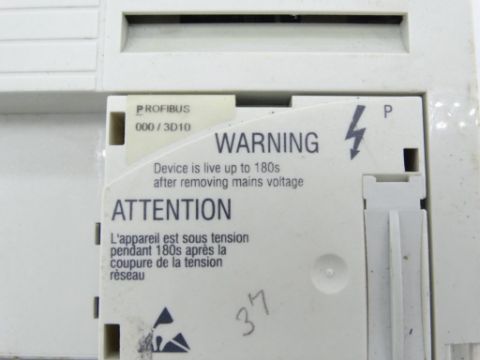 PROFIBUS
000 / 3D10
P
WARNING
Device is live up to 180s
after removing mains voltage
ATTENTION
L'appareil est sous tension
pendant 180s après la
coupure de la tension
réseau
37